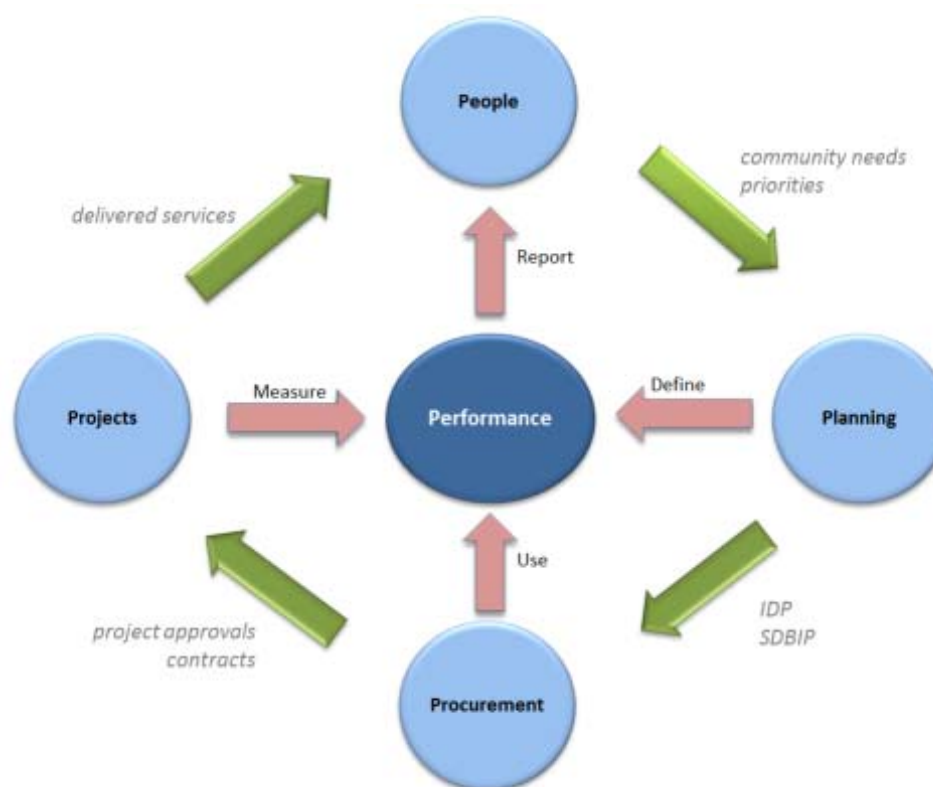 People
community needs
priorities
delivered services
Report
Projects
Measure
Performance
Define
Planning
Use
project approvals
contracts
IDP
SDBIP
Procurement